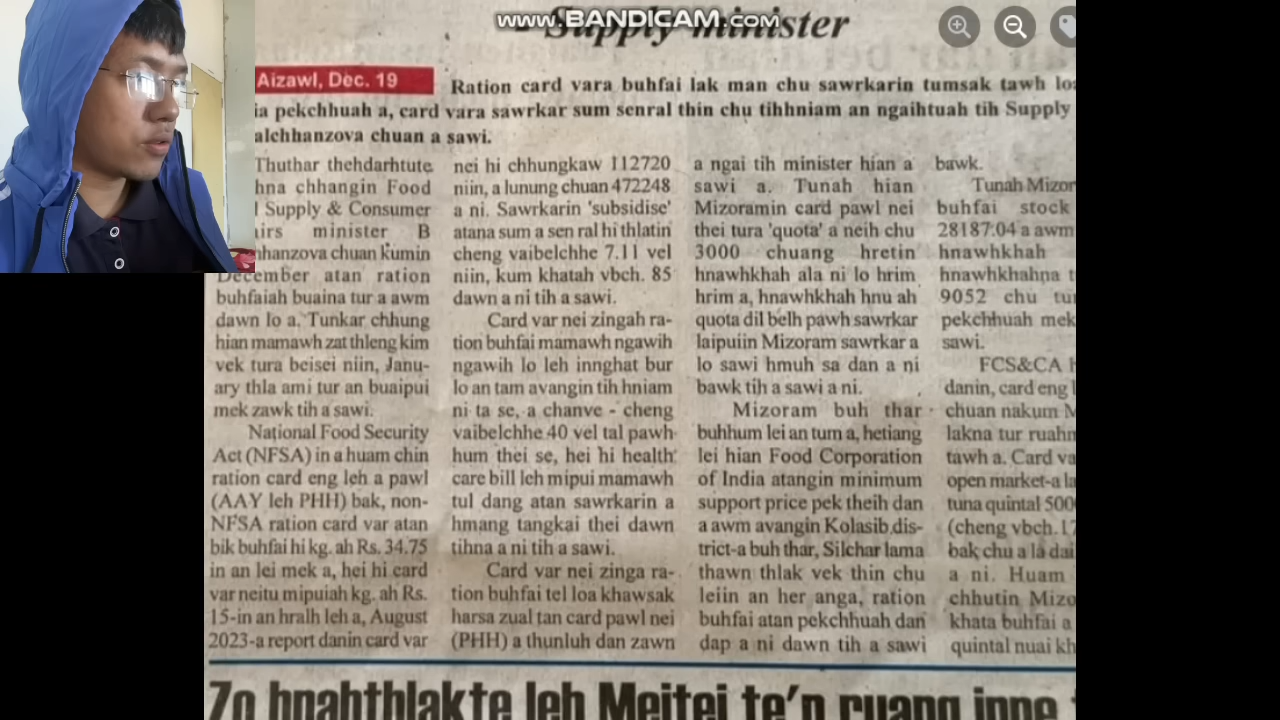 www.BANDICAM.com
- Supply minister
Aizawl, Dec. 19
Ration card vara buhfai lak man chu sawrkarin tumsak tawh
ia pekchhuah a, card vara sawrkar sum senral thin chu tihhniam an ngaihtuah tih Supply
alchhanzova chuan a sawi.
Thuthar thehdarhtute
hna chhangin Food
Supply & Consumer
irs minister B
hhanzova chuan kumin
December atan ration
buhfaiah buaina tur a awm
dawn lo a. Tunkar chhung
hian mamawh zat thleng kim
vek tura beisei niin, Janu-
ary thla ami tur an buaipui
mek zawk tih a sawi.
National Food Security
Act (NFSA) in a huam chin
ration card eng leh a pawl
(AAY leh PHH) bak, non-
NFSA ration card var atan
bik buhfai hi kg. ah Rs. 34.75
in an lei mek a, hei hi card
var neitu mipuiah kg. ah Rs.
15-in an hralh leh a, August
2023-a report danin card var
nei hi chhungkaw 112720
niin, a lunung chuan 472248
a ni. Sawrkarin 'subsidise'
atana sum a sen ral hi thlatin
cheng vaibelchhe 7.11 vel
niin, kum khatah vbch. 85
dawn a ni tih a sawi.
Card var nei zingah ra-
tion buhfai mamawh ngawih
ngawih lo leh innghat bur
lo an tam avangin tih hniam
ni ta se, a chanve - cheng
vaibelchhe 40 vel tal pawh
hum thei se, hei hi health
care bill leh mipui mamawh
tul dang atan sawrkarin a
hmang tangkai thei dawn
tihna a ni tih a sawi.
Card var nei zinga ra-
tion buhfai tel loa khawsak
harsa zual tan card pawl nei
(PHH) a thunluh dan zawn
a ngai tih minister hian a
sawi a. Tunah hian
Mizoramin card pawl nei
thei tura 'quota' a neih chu
3000 chuang hretin
hnawhkhah ala ni lo hrim
hrim a, hnawhkhah hnu ah
quota dil belh pawh sawrkar
laipuiin Mizoram sawrkar a
lo sawi hmuh sa dan a ni
bawk tih a sawi a ni.
Mizoram buh thar
buhhum lei an tum a, hetiang
lei hian Food Corporation
of India atangin minimum
support price pek theih dan
a awm avangin Kolasib dis-
trict-a buh thar, Silchar lama
thawn thlak vek thin chu
leiin an her anga, ration
buhfai atan pekchhuah dan
dap a ni dawn tih a sawi
bawk.
Tunah Mizor
buhfai stock
28187.04 a awm
hnawhkhah
hnawhkhahna t
9052 chu tu
pekchhuah mek
sawi.
FCS&CA
danin, card eng
chuan nakum M
lakna tur ruahm
tawh a. Card va
open market-a la
tuna quintal 500
(cheng vbch. 17
bak chu a la dai
a ni. Huam
chhutin Mizo
khata buhfai a
quintal nuai kh
Zo hnahthlakte leh Meitei te'n ruang inpe